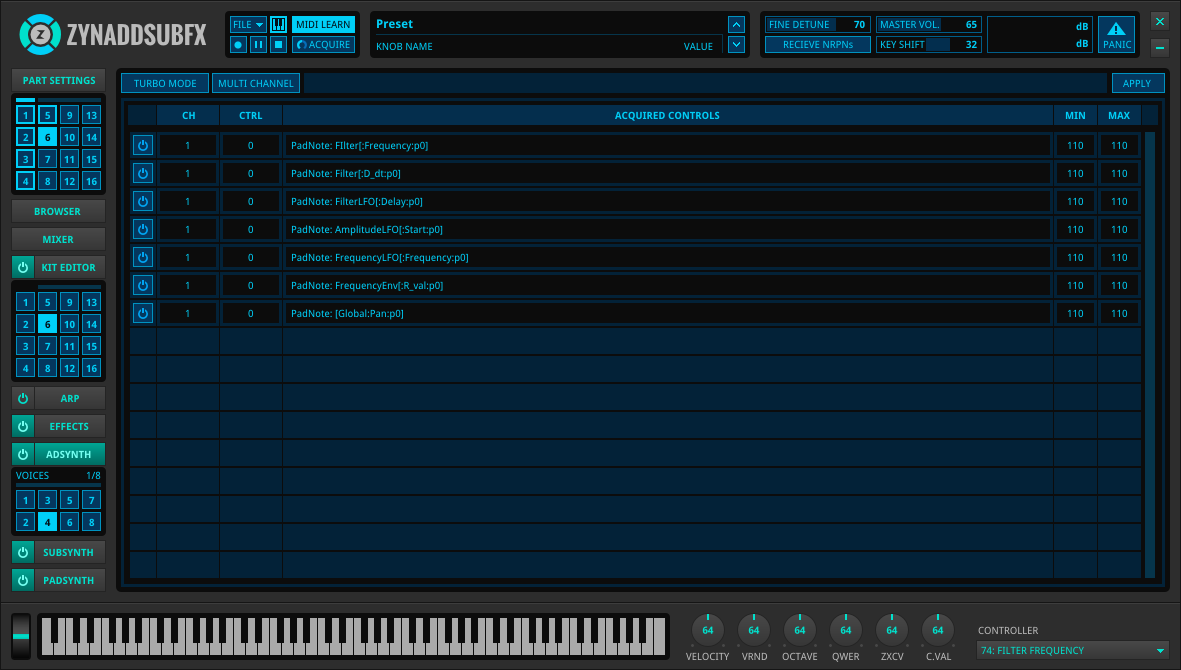 ZYNADDSUBFX
FILE MIDI LEARN
ACQUIRE
Preset
KNOB NAME VALUE
FINE DETUNE 70 MASTER VOL. 65 dB
RECIEVE NRPNs KEY SHIFT 32 dB
PANIC
PART SETTINGS
1 5 9 13
2 6 10 14
3 7 11 15
4 8 12 16
BROWSER
MIXER
KIT EDITOR
1 5 9 13
2 6 10 14
3 7 11 15
4 8 12 16
ARP
EFFECTS
ADSYNTH
VOICES 1/8
1 3 5 7
2 4 6 8
SUBSYNTH
PADSYNTH
TURBO MODE MULTI CHANNEL APPLY
CH CTRL ACQUIRED CONTROLS MIN MAX
1 0 PadNote: FIlter[:Frequency:p0] 110 110
1 0 PadNote: Filter[:D_dt:p0] 110 110
1 0 PadNote: FilterLFO[:Delay:p0] 110 110
1 0 PadNote: AmplitudeLFO[:Start:p0] 110 110
1 0 PadNote: FrequencyLFO[:Frequency:p0] 110 110
1 0 PadNote: FrequencyEnv[:R_val:p0] 110 110
1 0 PadNote: [Global:Pan:p0] 110 110
64 64 64 64 64 64
VELOCITY VRND OCTAVE QWER ZXCV C.VAL
CONTROLLER
74: FILTER FREQUENCY